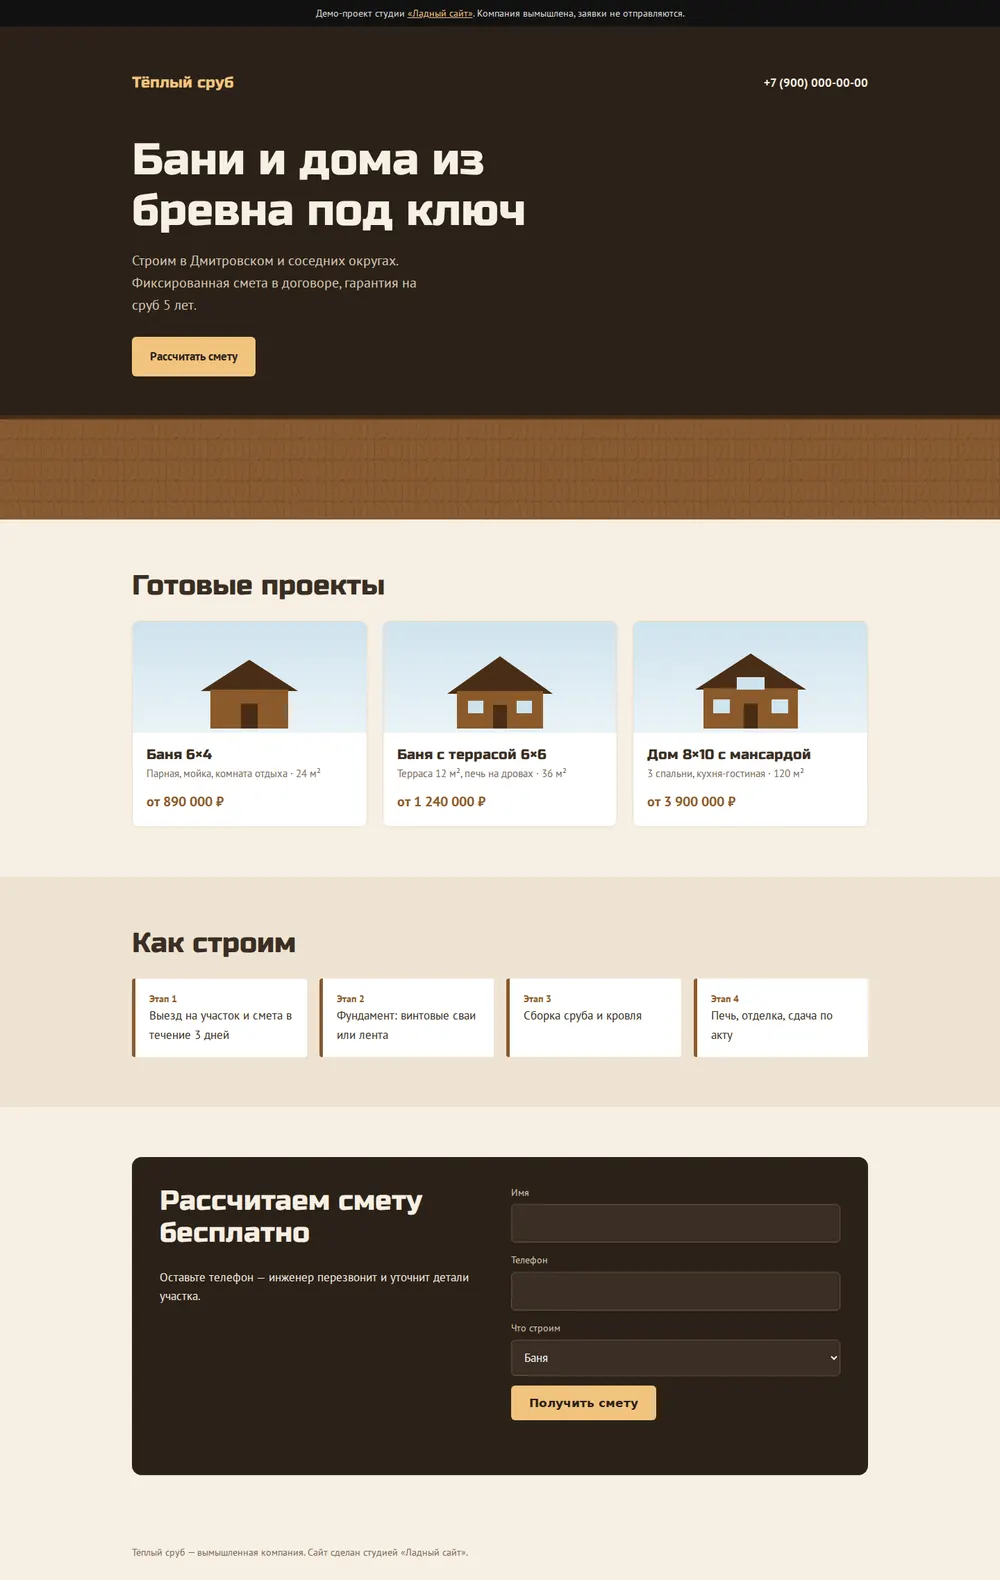 Демо-проект студии «Ладный сайт». Компания вымышлена, заявки не отправляются.
Тёплый сруб
+7 (900) 000-00-00
Бани и дома из
бревна под ключ
Строим в Дмитровском и соседних округах.
Фиксированная смета в договоре, гарантия на
сруб 5 лет.
Рассчитать смету
Готовые проекты
Баня 6×4
Парная, мойка, комната отдыха · 24 м²
от 890 000 ₽
Баня с террасой 6×6
Терраса 12 м², печь на дровах · 36 м²
от 1 240 000 ₽
Дом 8×10 с мансардой
3 спальни, кухня-гостиная · 120 м²
от 3 900 000 ₽
Как строим
Этап 1
Выезд на участок и смета в
течение 3 дней
Этап 2
Фундамент: винтовые сваи
или лента
Этап 3
Сборка сруба и кровля
Этап 4
Печь, отделка, сдача по
акту
Рассчитаем смету
бесплатно
Оставьте телефон — инженер перезвонит и уточнит детали
участка.
Имя
Телефон
Что строим
Баня
Получить смету
Тёплый сруб — вымышленная компания. Сайт сделан студией «Ладный сайт».